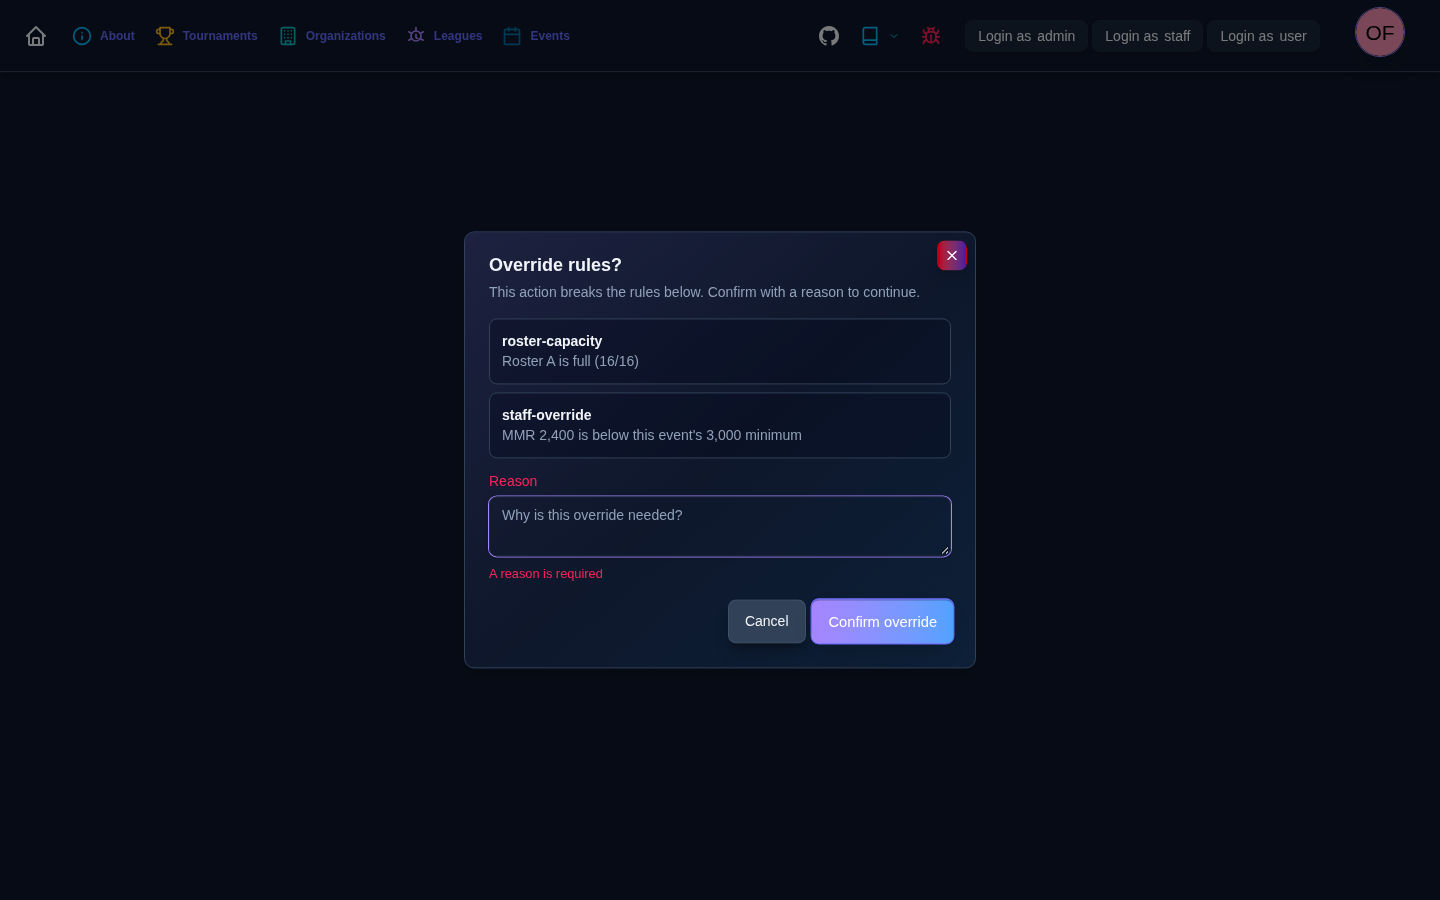 About
Tournaments
Organizations
Leagues
Events
Login as admin
Login as staff
Login as user
OF
Override rules?
This action breaks the rules below. Confirm with a reason to continue.
roster-capacity
Roster A is full (16/16)
staff-override
MMR 2,400 is below this event's 3,000 minimum
Reason
Why is this override needed?
A reason is required
Cancel
Confirm override